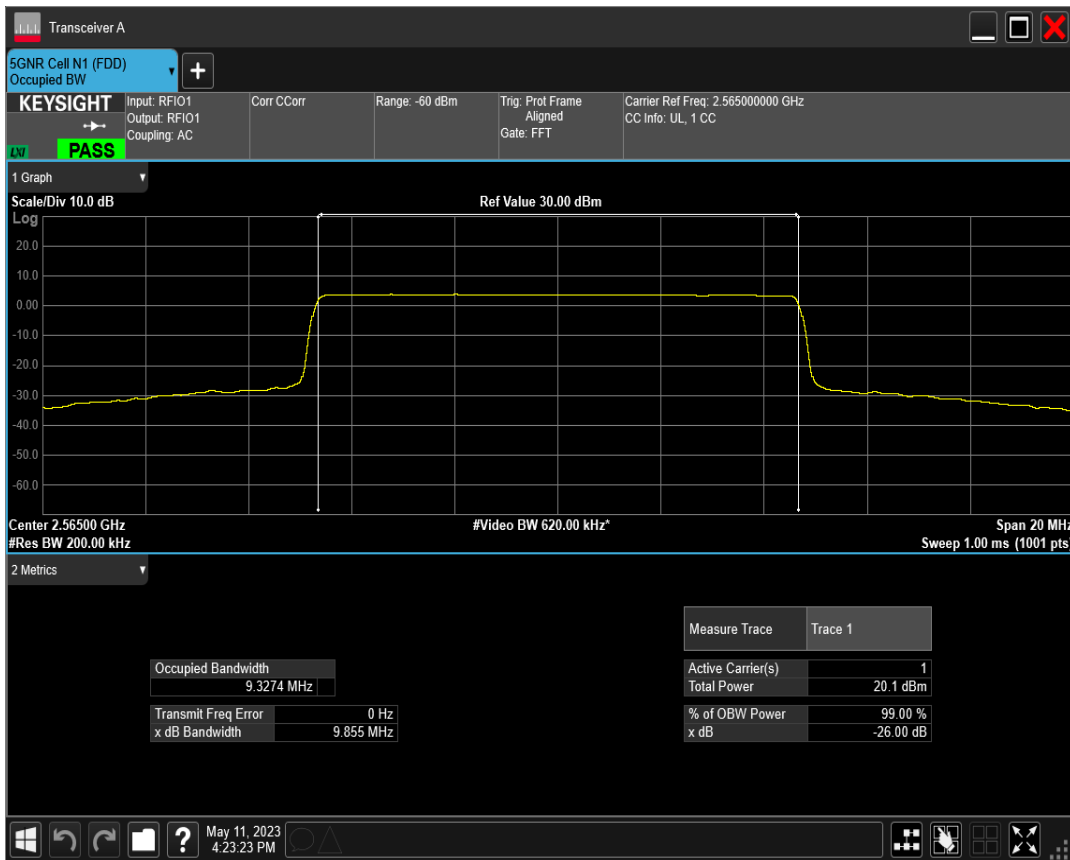 Transceiver A
5GNR Cell N1 (FDD)
Occupied BW
+
KEYSIGHT
LXI
PASS
Input: RFIO1
Output: RFIO1
Coupling: AC
Corr CCorr
Range: -60 dBm
Trig: Prot Frame
Aligned
Gate: FFT
Carrier Ref Freq: 2.565000000 GHz
CC Info: UL, 1 CC
1 Graph
Scale/Div 10.0 dB
Ref Value 30.00 dBm
Log
20.0
10.0
0.00
-10.0
-20.0
-30.0
-40.0
-50.0
-60.0
Center 2.56500 GHz
#Video BW 620.00 kHz*
Span 20 MHz
#Res BW 200.00 kHz
Sweep 1.00 ms (1001 pts)
2 Metrics
Measure Trace
Trace 1
Occupied Bandwidth
9.3274 MHz
Active Carrier(s)
1
Total Power
20.1 dBm
Transmit Freq Error
0 Hz
x dB Bandwidth
9.855 MHz
% of OBW Power
99.00 %
x dB
-26.00 dB
?
May 11, 2023
4:23:23 PM